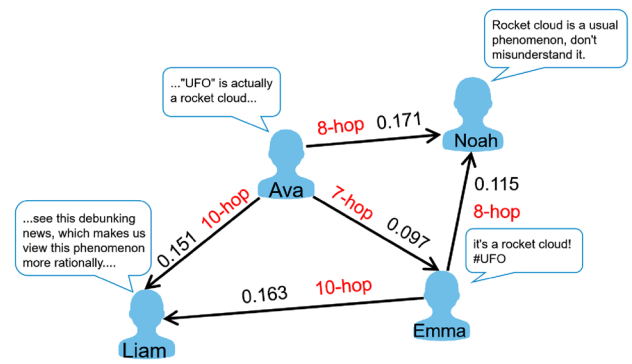 Rocket cloud is a usual
phenomenon, don't
misunderstand it.
..."UFO" is actually
a rocket cloud...
8-hop 0.171
Noah
Ava
0.115
8-hop
10-hop
0.151
7-hop
0.097
...see this debunking
news, which makes us
view this phenomenon
more rationally....
it's a rocket cloud!
#UFO
0.163 10-hop
Emma
Liam